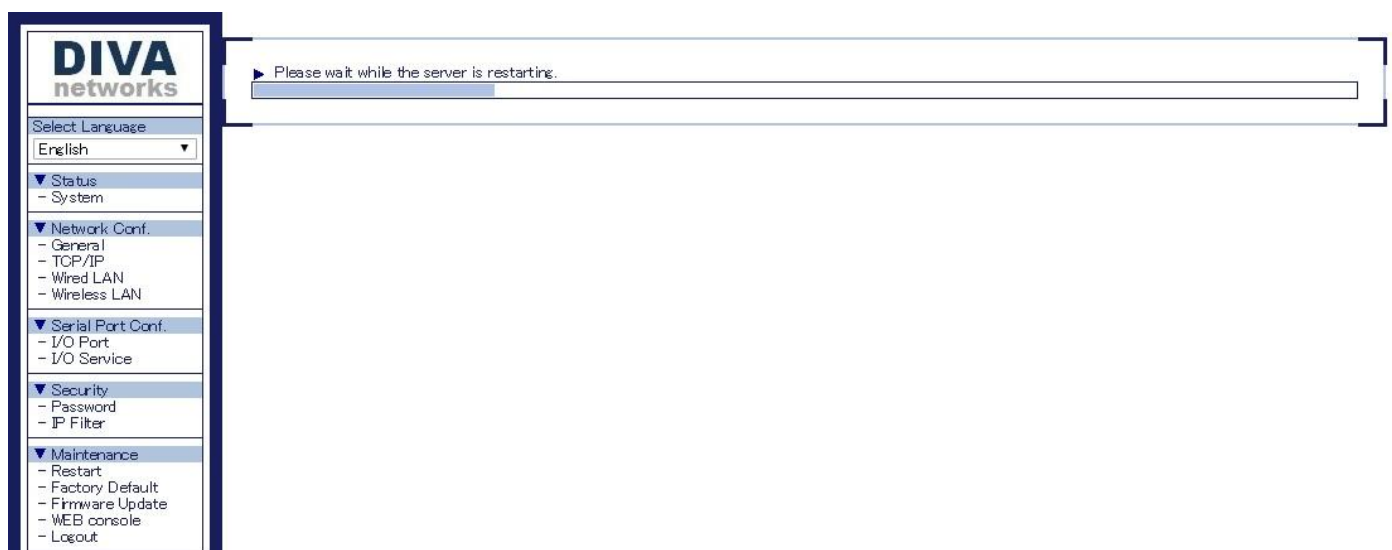 DIVA
networks
Select Language
English
▼ Status
- System
▼ Network Conf.
- General
- TCP/IP
- Wired LAN
- Wireless LAN
▼ Serial Port Conf.
- I/O Port
- I/O Service
▼ Security
- Password
- IP Filter
▼ Maintenance
- Restart
- Factory Default
- Firmware Update
- WEB console
- Logout
► Please wait while the server is restarting.